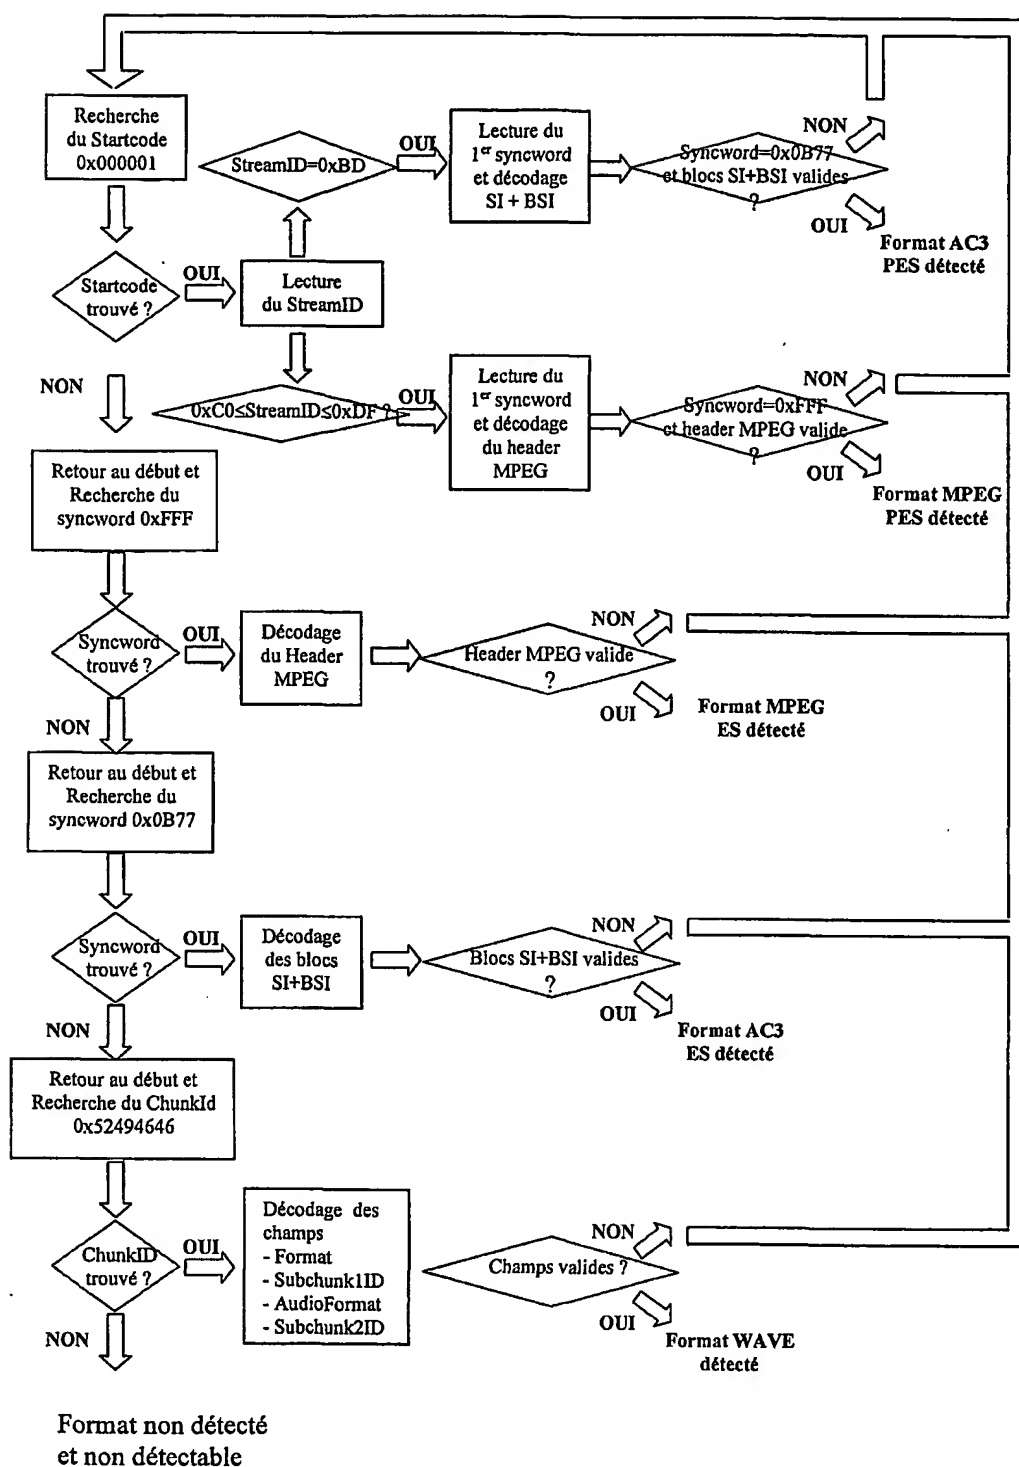 Recherche
du Startcode
0x000001
StreamID=0xBD
OUI
Lecture du
1er syncword
et décodage
SI + BSI
Syncword=0x0B77
et blocs SI+BSI valides
?
NON
OUI
Format AC3
PES détecté
Startcode
trouvé ?
OUI
Lecture
du StreamID
NON
0xC0≤StreamID≤0xDF ?
OUI
Lecture du
1er syncword
et décodage
du header
MPEG
Syncword=0xFFF
et header MPEG valide
?
NON
OUI
Format MPEG
PES détecté
Retour au début et
Recherche du
syncword 0xFFF
Syncword
trouvé ?
OUI
Décodage
du Header
MPEG
Header MPEG valide
?
NON
OUI
Format MPEG
ES détecté
NON
Retour au début et
Recherche du
syncword 0x0B77
Syncword
trouvé ?
OUI
Décodage
des blocs
SI+BSI
Blocs SI+BSI valides
?
NON
OUI
Format AC3
ES détecté
NON
Retour au début et
Recherche du ChunkId
0x52494646
ChunkID
trouvé ?
OUI
Décodage des
champs
- Format
- Subchunk1ID
- AudioFormat
- Subchunk2ID
Champs valides ?
NON
OUI
Format WAVE
détecté
NON
Format non détecté
et non détectable